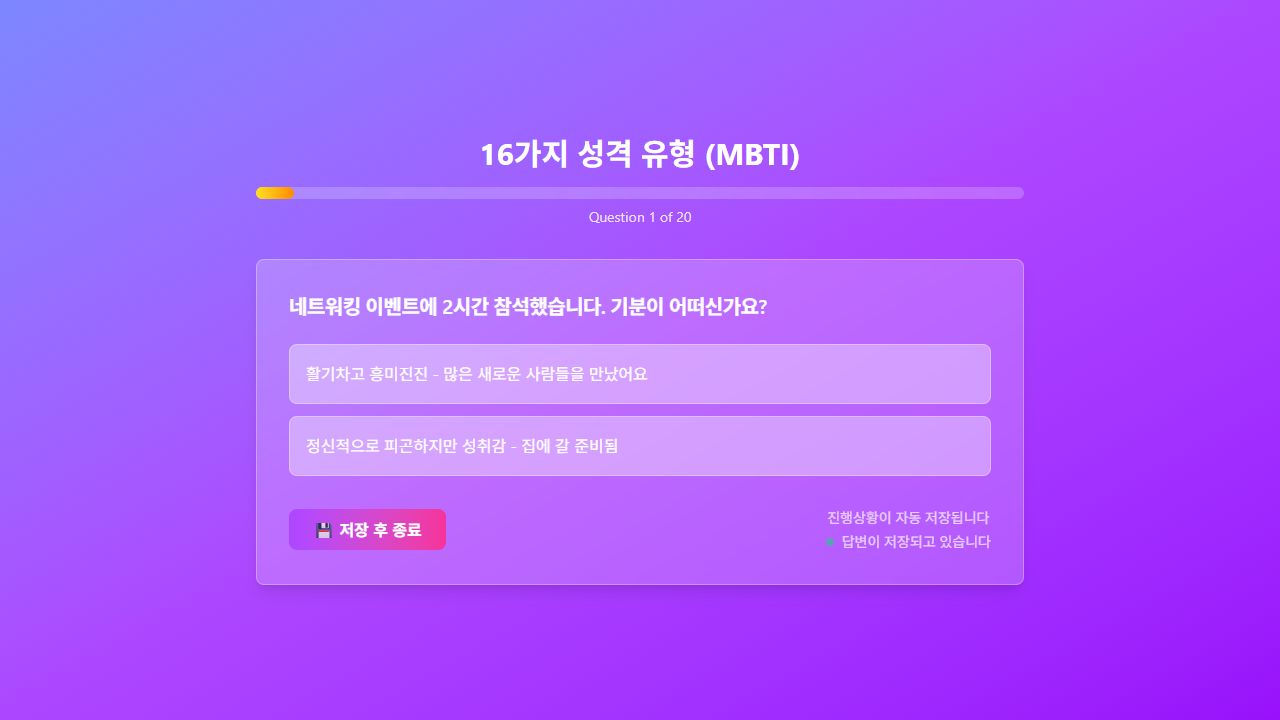 16가지 성격 유형 (MBTI)
Question 1 of 20
네트워킹 이벤트에 2시간 참석했습니다. 기분이 어떠신가요?
활기차고 흥미진진 - 많은 새로운 사람들을 만났어요
정신적으로 피곤하지만 성취감 - 집에 갈 준비됨
💾 저장 후 종료
진행상황이 자동 저장됩니다
답변이 저장되고 있습니다